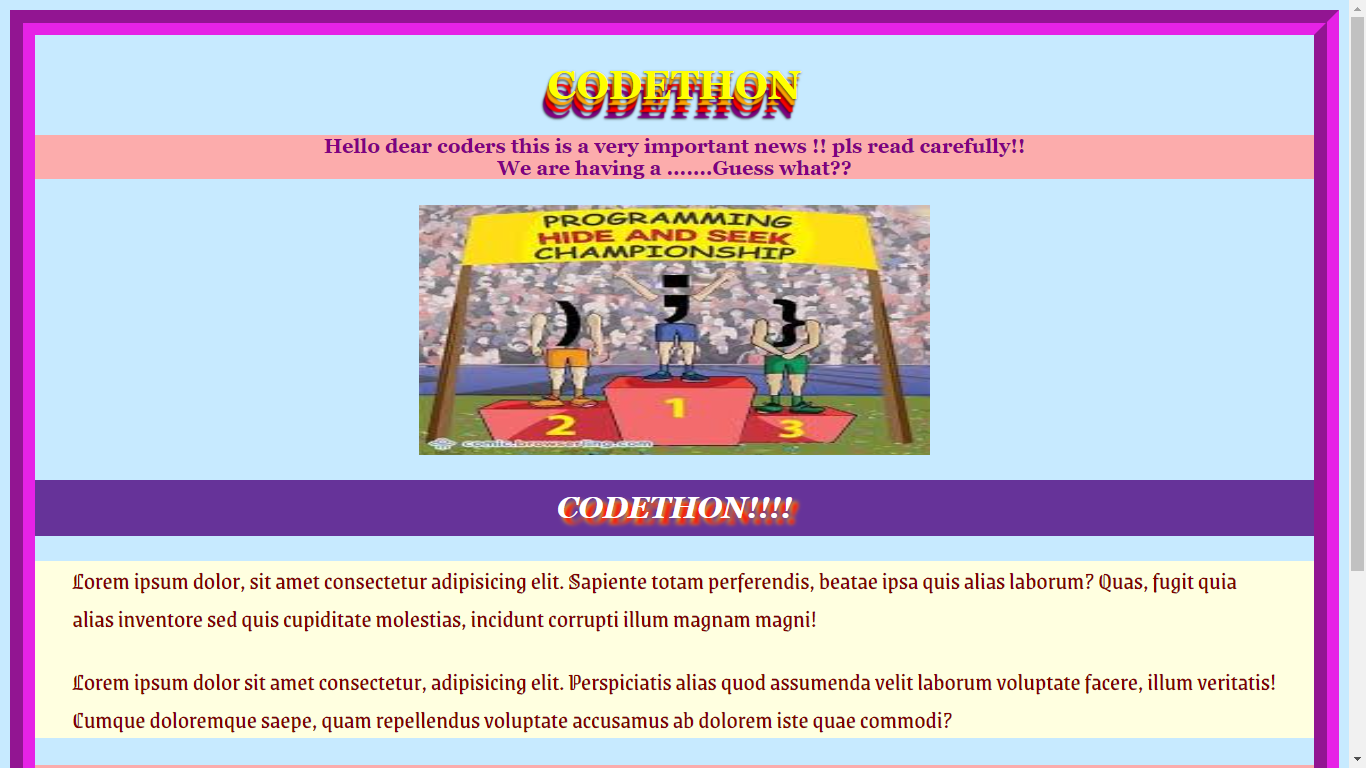 CODETHON
Hello dear coders this is a very important news !! pls read carefully!!
We are having a .......Guess what??
PROGRAMMING
HIDE AND SEEK
CHAMPIONSHIP
) ; }
2 1 3
comic.browserling.com
CODETHON!!!!
Lorem ipsum dolor, sit amet consectetur adipisicing elit. Sapiente totam perferendis, beatae ipsa quis alias laborum? Quas, fugit quia
alias inventore sed quis cupiditate molestias, incidunt corrupti illum magnam magni!
Lorem ipsum dolor sit amet consectetur, adipisicing elit. Perspiciatis alias quod assumenda velit laborum voluptate facere, illum veritatis!
Cumque doloremque saepe, quam repellendus voluptate accusamus ab dolorem iste quae commodi?